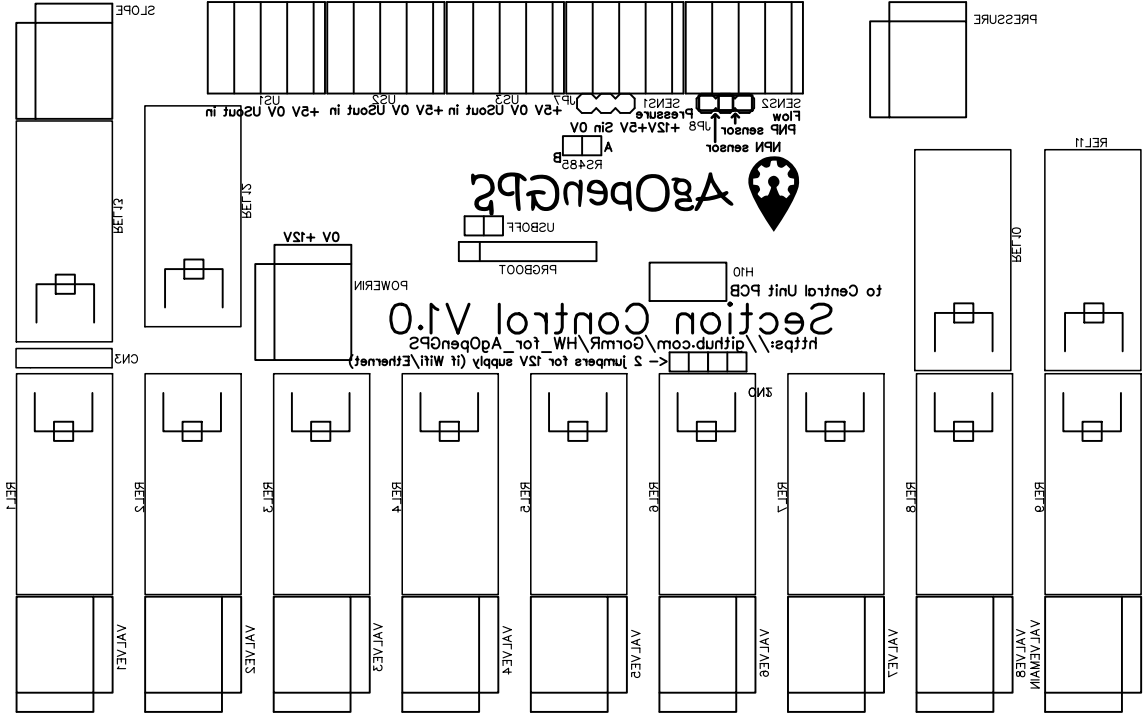 SLOPE
PRESSURE
US1
US2
US3
JP7
SENS1
SENS2
+5V 0V USout in
+5V 0V USout in
+5V 0V USout in
Pressure
+12V+5V Sin 0V
JP8
Flow
PNP sensor
NPN sensor
A
B
RS485
REL11
REL13
REL12
AgOpenGPS
USBOFF
REL10
0V +12V
PRGBOOT
H10
POWERIN
to Central Unit PCB
Section Control V1.0
https://github.com/GormR/HW_for_AgOpenGPS
CN3
<- 2 jumpers for 12V supply (if Wifi/Ethernet)
REL1
REL2
REL3
REL4
REL5
REL6
REL7
REL8
REL9
VALVE1
VALVE2
VALVE3
VALVE4
VALVE5
VALVE6
VALVE7
VALVE8
VALVEMAIN